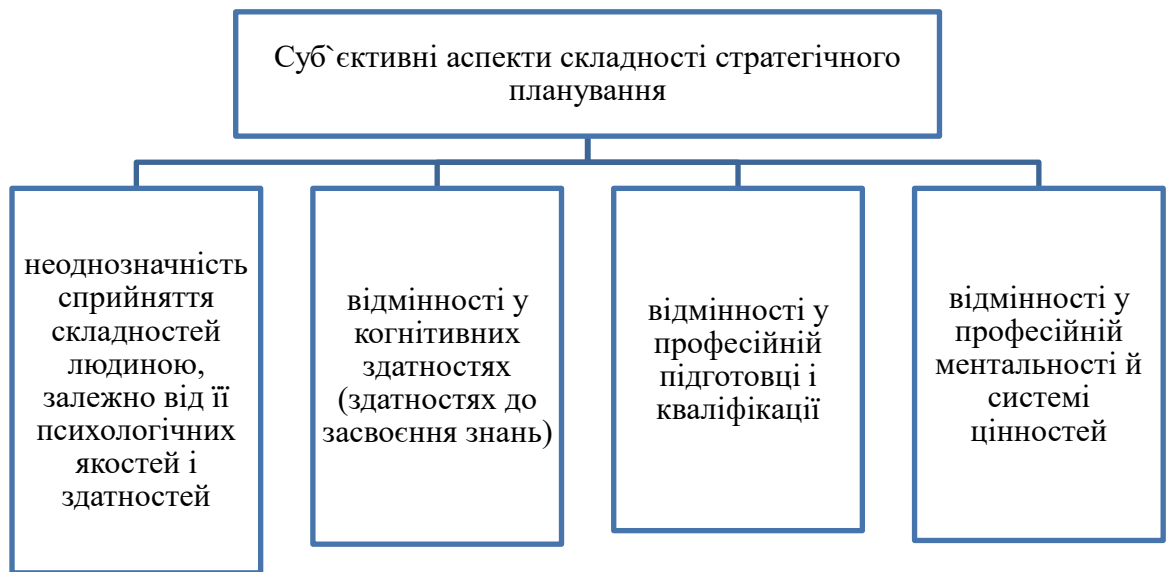 Суб`єктивні аспекти складності стратегічного
планування
неоднозначність
сприйняття
складностей
людиною,
залежно від її
психологічних
якостей і
здатностей
відмінності у
когнітивних
здатностях
(здатностях до
засвоєння знань)
відмінності у
професійній
підготовці і
кваліфікації
відмінності у
професійній
ментальності й
системі
цінностей